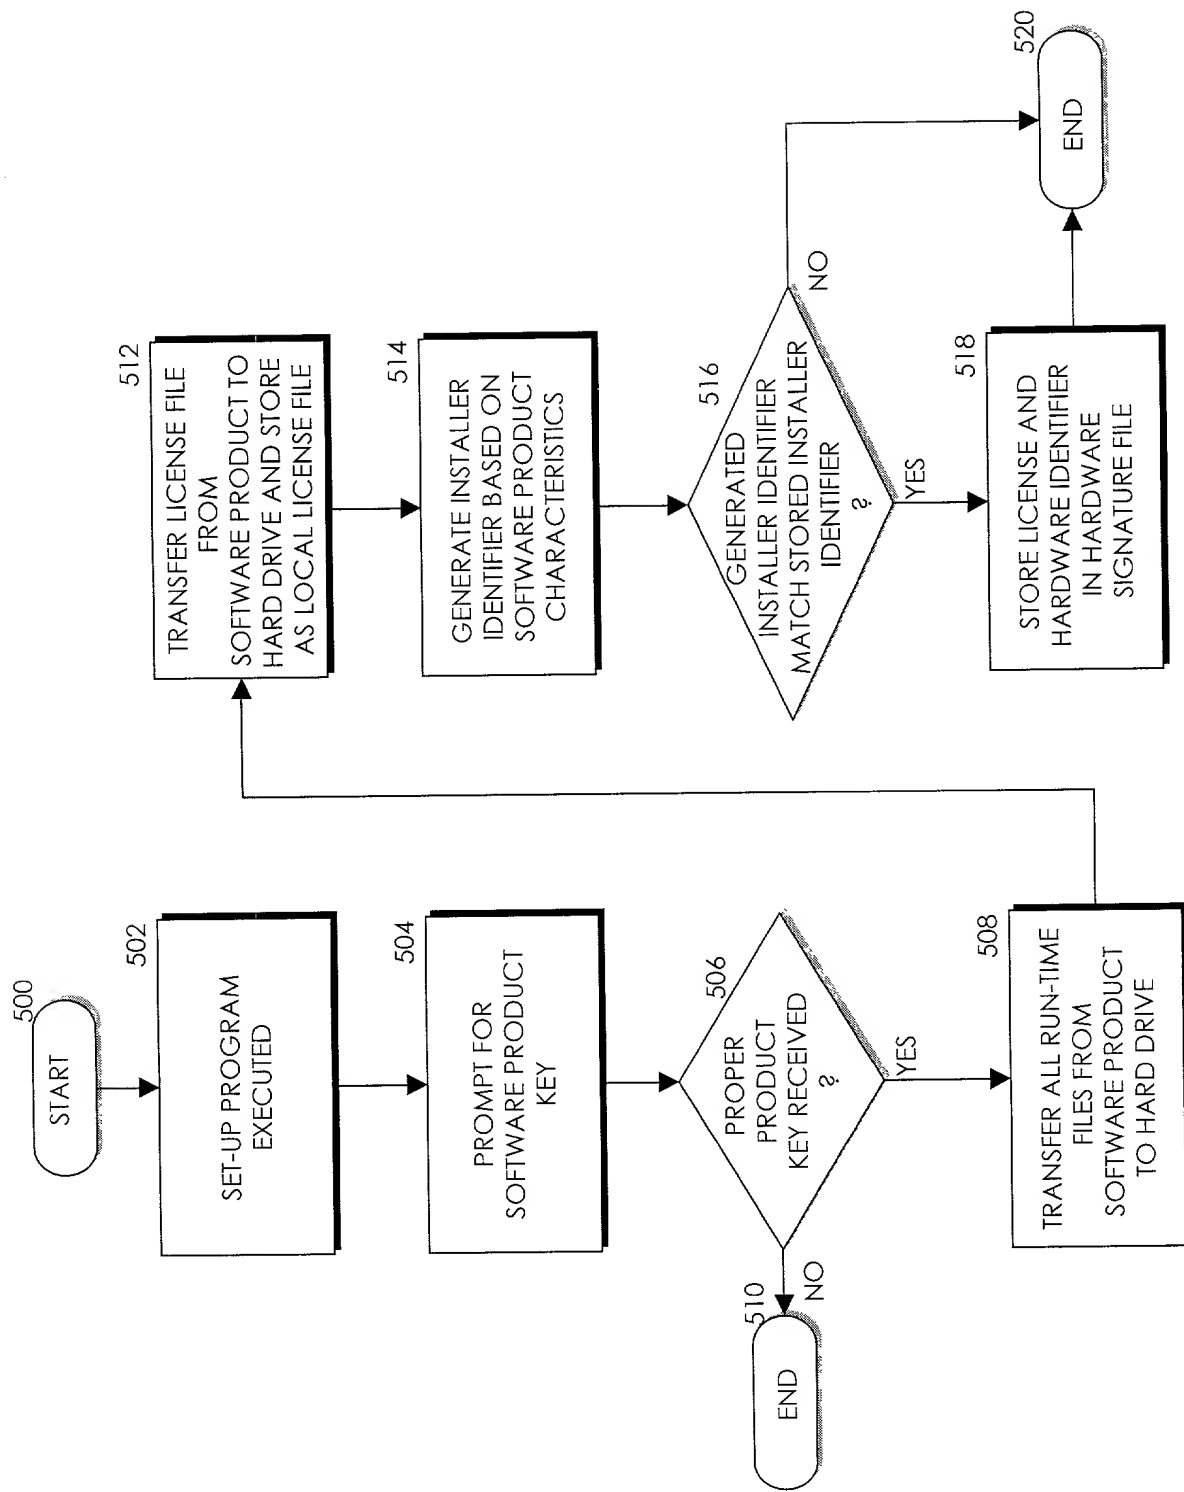 500
START
502
SET-UP PROGRAM
EXECUTED
504
PROMPT FOR
SOFTWARE PRODUCT
KEY
506
PROPER
PRODUCT
KEY RECEIVED
?
NO
510
END
YES
508
TRANSFER ALL RUN-TIME
FILES FROM
SOFTWARE PRODUCT
TO HARD DRIVE
512
TRANSFER LICENSE FILE
FROM
SOFTWARE PRODUCT TO
HARD DRIVE AND STORE
AS LOCAL LICENSE FILE
514
GENERATE INSTALLER
IDENTIFIER BASED ON
SOFTWARE PRODUCT
CHARACTERISTICS
516
GENERATED
INSTALLER IDENTIFIER
MATCH STORED INSTALLER
IDENTIFIER
?
NO
YES
518
STORE LICENSE AND
HARDWARE IDENTIFIER
IN HARDWARE
SIGNATURE FILE
520
END